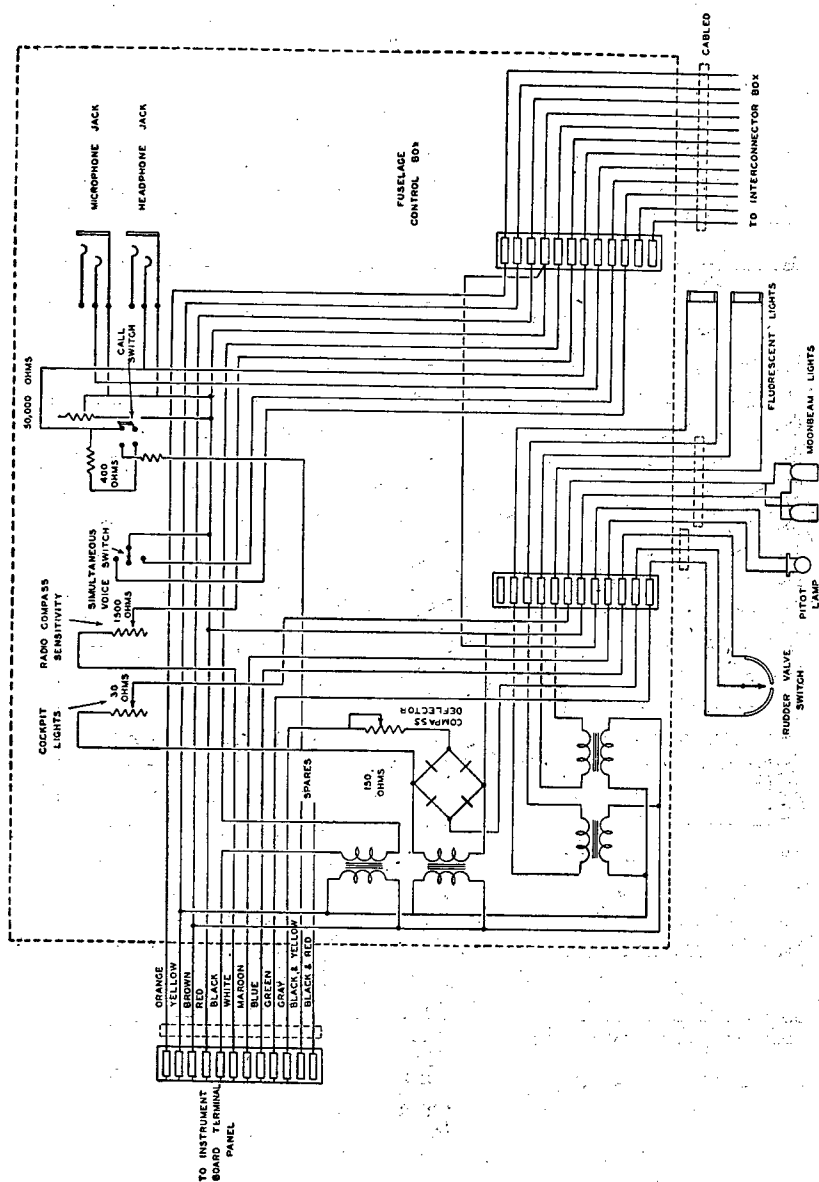 CABLED
TO INTERCONNECTOR BOX
MICROPHONE JACK
HEADPHONE JACK
FUSELAGE
CONTROL BOX
50,000 OHMS
CALL
SWITCH
400
OHMS
SIMULTANEOUS
VOICE SWITCH
RADIO COMPASS
SENSITIVITY
1500
OHMS
COCKPIT
LIGHTS
30
OHMS
COMPASS
DEFLECTOR
150
OHMS
SPARES
FLUORESCENT LIGHTS
MOONBEAM LIGHTS
PITOT
LAMP
RUDDER VALVE
SWITCH
ORANGE
YELLOW
BROWN
RED
BLACK
WHITE
MAROON
BLUE
GREEN
GRAY
BLACK & YELLOW
BLACK & RED
TO INSTRUMENT
BOARD TERMINAL
PANEL